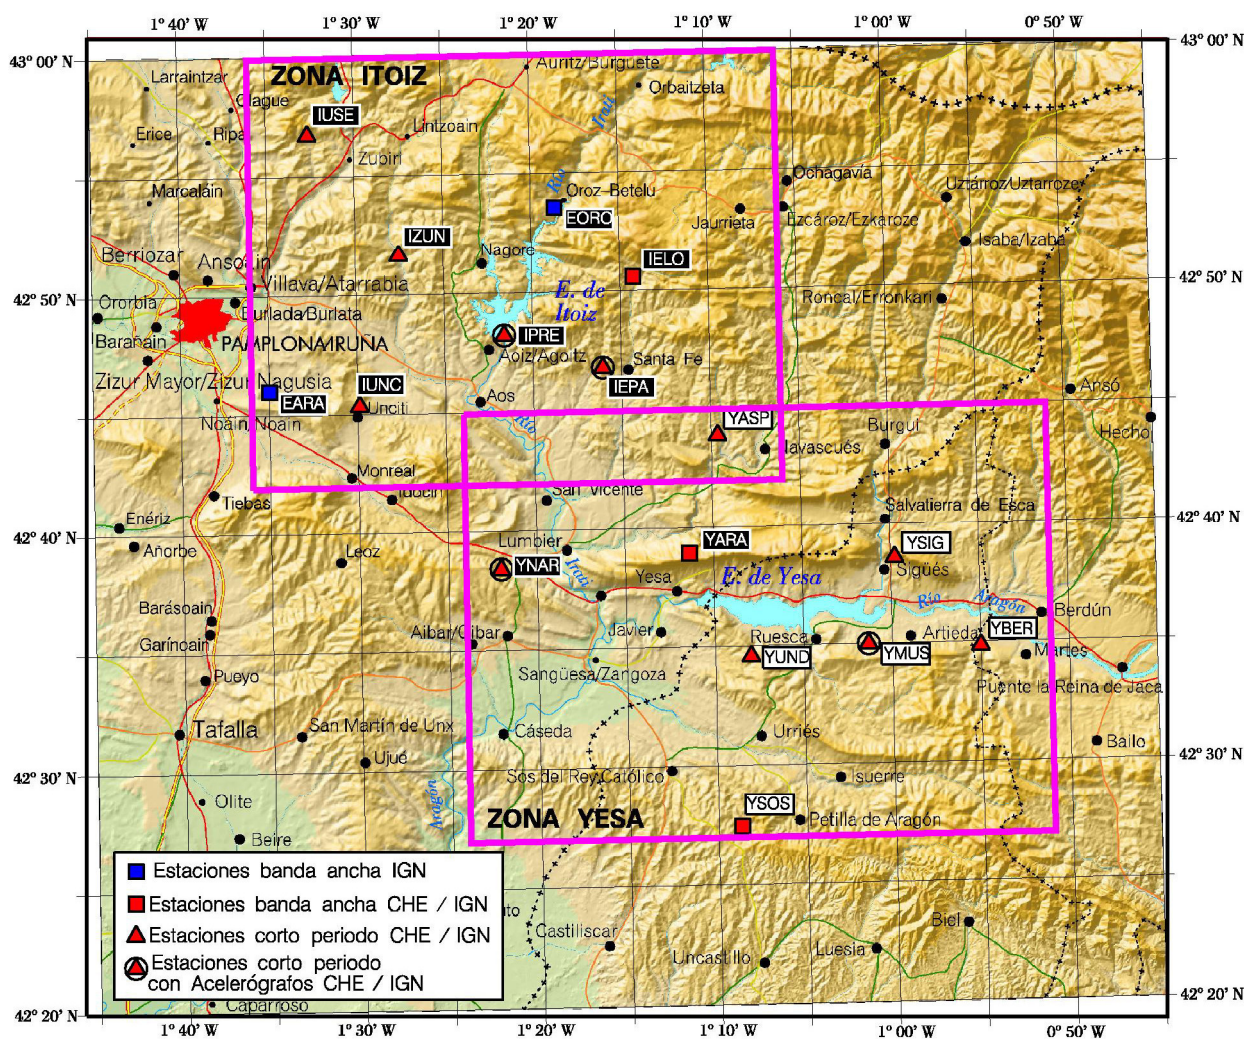 1° 40' W
1° 30' W
1° 20' W
1° 10' W
1° 00' W
0° 50' W
43° 00' N
43° 00' N
ZONA ITOIZ
Auritz/Burguete
Larraintzar
Orbaitzeta
Olague
IUSE
Irati
Erice
Ripa
Lintzoain
Zubiri
Ochagavia
Río
Oroz-Betelu
Uztárroz/Uztarroze
Marcaláin
EORO
Jaurrieta
Ezcároz/Ezkaroze
IZUN
Isaba/Izaba
Berriozar
Ansoáin
Nagore
IELO
42° 50' N
42° 50' N
Villava/Atarrabia
E. de
Itoiz
Roncal/Erronkari
Ororbia
Burlada/Burlata
Barañain
PAMPLONA/IRUÑA
IPRE
Aoiz/Agoitz
Santa Fe
Zizur Mayor/Zizur Nagusia
IUNC
IEPA
Ansó
EARA
Unciti
Aos
YASP
Burgui
Noáin/Noain
Río
Navascués
Hecho
Monreal
Idocin
San Vicente
Tiebas
Salvatierra de Esca
42° 40' N
42° 40' N
Enériz
Lumbier
YARA
YSIG
Añorbe
Leoz
YNAR
Irati
Yesa
E. de Yesa
Sigüés
Río
Aragón
Barásoain
Berdún
Garínoain
Aibar/Oibar
Javier
Ruesca
Artieda
YBER
YUND
YMUS
Martes
Pueyo
Sangüesa/Zangoza
Puente la Reina de Jaca
Tafalla
San Martín de Unx
Cáseda
Urriés
Bailo
Ujué
42° 30' N
42° 30' N
Sos del Rey Católico
Isuerre
Olite
Aragón
ZONA YESA
YSOS
Petilla de Aragón
Beire
Estaciones banda ancha IGN
Estaciones banda ancha CHE / IGN
Estaciones corto periodo CHE / IGN
Estaciones corto periodo
con Acelerógrafos CHE / IGN
Castiliscar
Biel
Uncastillo
Luesia
Caparroso
42° 20' N
42° 20' N
1° 40' W
1° 30' W
1° 20' W
1° 10' W
1° 00' W
0° 50' W